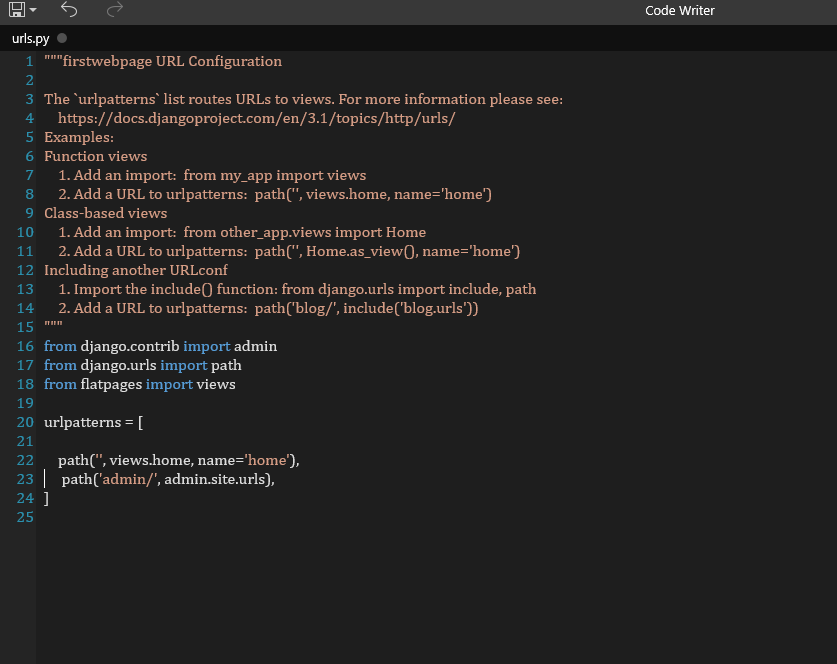 Code Writer
urls.py
1 """firstwebpage URL Configuration
2
3 The `urlpatterns` list routes URLs to views. For more information please see:
4     https://docs.djangoproject.com/en/3.1/topics/http/urls/
5 Examples:
6 Function views
7     1. Add an import:  from my_app import views
8     2. Add a URL to urlpatterns:  path('', views.home, name='home')
9 Class-based views
10     1. Add an import:  from other_app.views import Home
11     2. Add a URL to urlpatterns:  path('', Home.as_view(), name='home')
12 Including another URLconf
13     1. Import the include() function: from django.urls import include, path
14     2. Add a URL to urlpatterns:  path('blog/', include('blog.urls'))
15 """
16 from django.contrib import admin
17 from django.urls import path
18 from flatpages import views
19
20 urlpatterns = [
21
22     path('', views.home, name='home'),
23      path('admin/', admin.site.urls),
24 ]
25